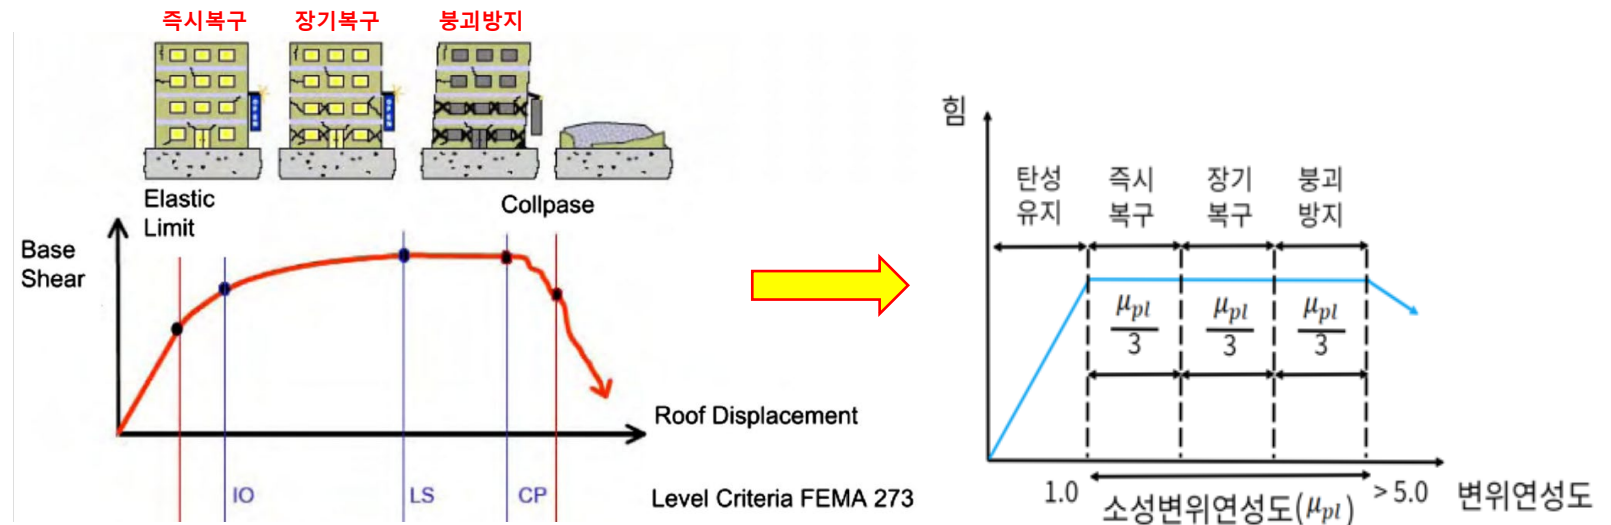 즉시복구
장기복구
붕괴방지
Elastic
Limit
Collpase
Base
Shear
Roof Displacement
IO
LS
CP
Level Criteria FEMA 273
힘
탄성
유지
즉시
복구
장기
복구
붕괴
방지
μpl
3
μpl
3
μpl
3
1.0
소성변위연성도(μpl)
> 5.0
변위연성도